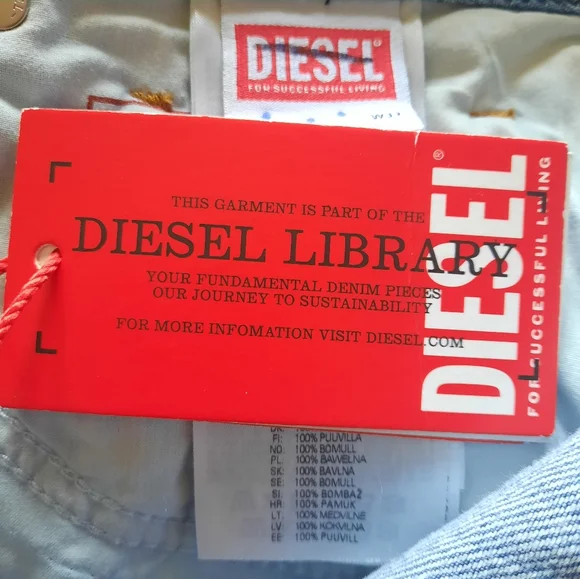 DIESEL®
FOR SUCCESSFUL LIVING
THIS GARMENT IS PART OF THE
DIESEL LIBRARY
YOUR FUNDAMENTAL DENIM PIECES
OUR JOURNEY TO SUSTAINABILITY
FOR MORE INFOMATION VISIT DIESEL.COM
DIESEL®
FOR SUCCESSFUL LIVING
FI: 100% PUUVILLA
NO: 100% BOMULL
PL: 100% BAWEŁNA
SK: 100% BAVLNA
SE: 100% BOMULL
SI: 100% BOMBAŽ
HR: 100% PAMUK
LT: 100% MEDVILNE
LV: 100% KOKVILNA
EE: 100% PUUVILL